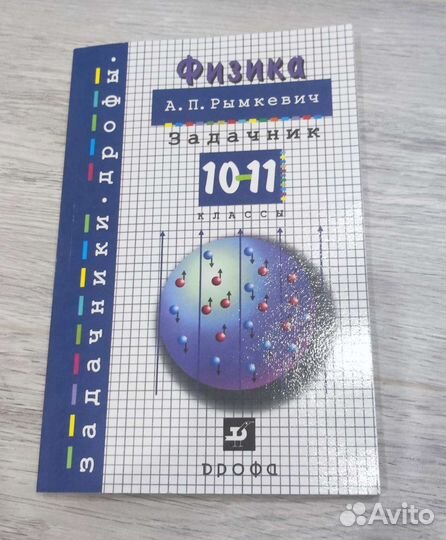 Физика
А.П.Рымкевич
Задачник
10-11
классы
дрофа
задачники·дрофы.
Avito